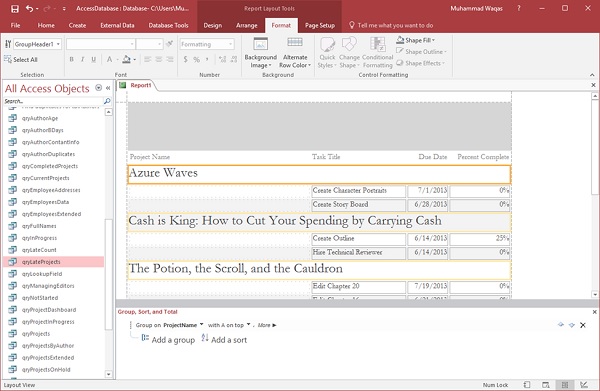 AccessDatabase : Database- C:\Users\Mu...
Report Layout Tools
Muhammad Waqas
File Home Create External Data Database Tools Design Arrange Format Page Setup Tell me what you want to do...
GroupHeader1
Select All
Selection
Font
Formatting
$ % ,
Number
Background Image
Alternate Row Color
Background
Quick Styles
Change Shape
Conditional Formatting
Shape Fill
Shape Outline
Shape Effects
Control Formatting
All Access Objects
Search...
qryAuthorAge
qryAuthorBDays
qryAuthorContantInfo
qryAuthorDuplicates
qryCompletedProjects
qryCurrentProjects
qryEmployeeAddresses
qryEmployeesData
qryEmployeesExtended
qryFullNames
qryInProgress
qryLateCount
qryLateProjects
qryLookupField
qryManagingEditors
qryNotStarted
qryProjectDashboard
qryProjectInProgress
qryProjects
qryProjectsByAuthor
qryProjectsExtended
qryProjectsOnHold
Report1
Project Name Task Title Due Date Percent Complete
Azure Waves
Create Character Portraits 7/1/2013 0%
Create Story Board 6/28/2013 0%
Cash is King: How to Cut Your Spending by Carrying Cash
Create Outline 6/14/2013 25%
Hire Technical Reviewer 6/14/2013 0%
The Potion, the Scroll, and the Cauldron
Edit Chapter 20 7/19/2013 0%
Group, Sort, and Total
Group on ProjectName with A on top , More
Add a group Add a sort
Layout View
Num Lock